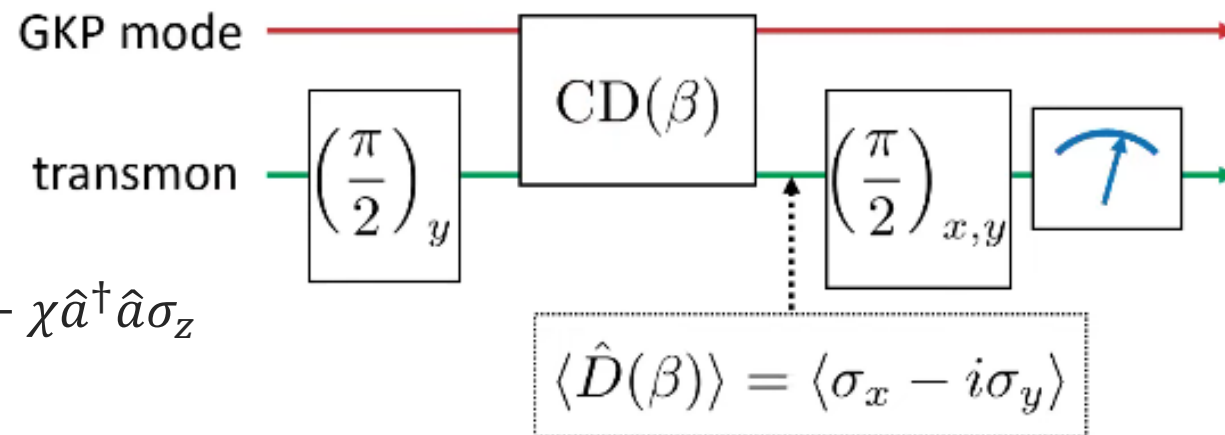 GKP mode
CD(β)
transmon
(π/2)_y
(π/2)_{x,y}
- χâ†âσ_z
⟨D̂(β)⟩ = ⟨σ_x − iσ_y⟩